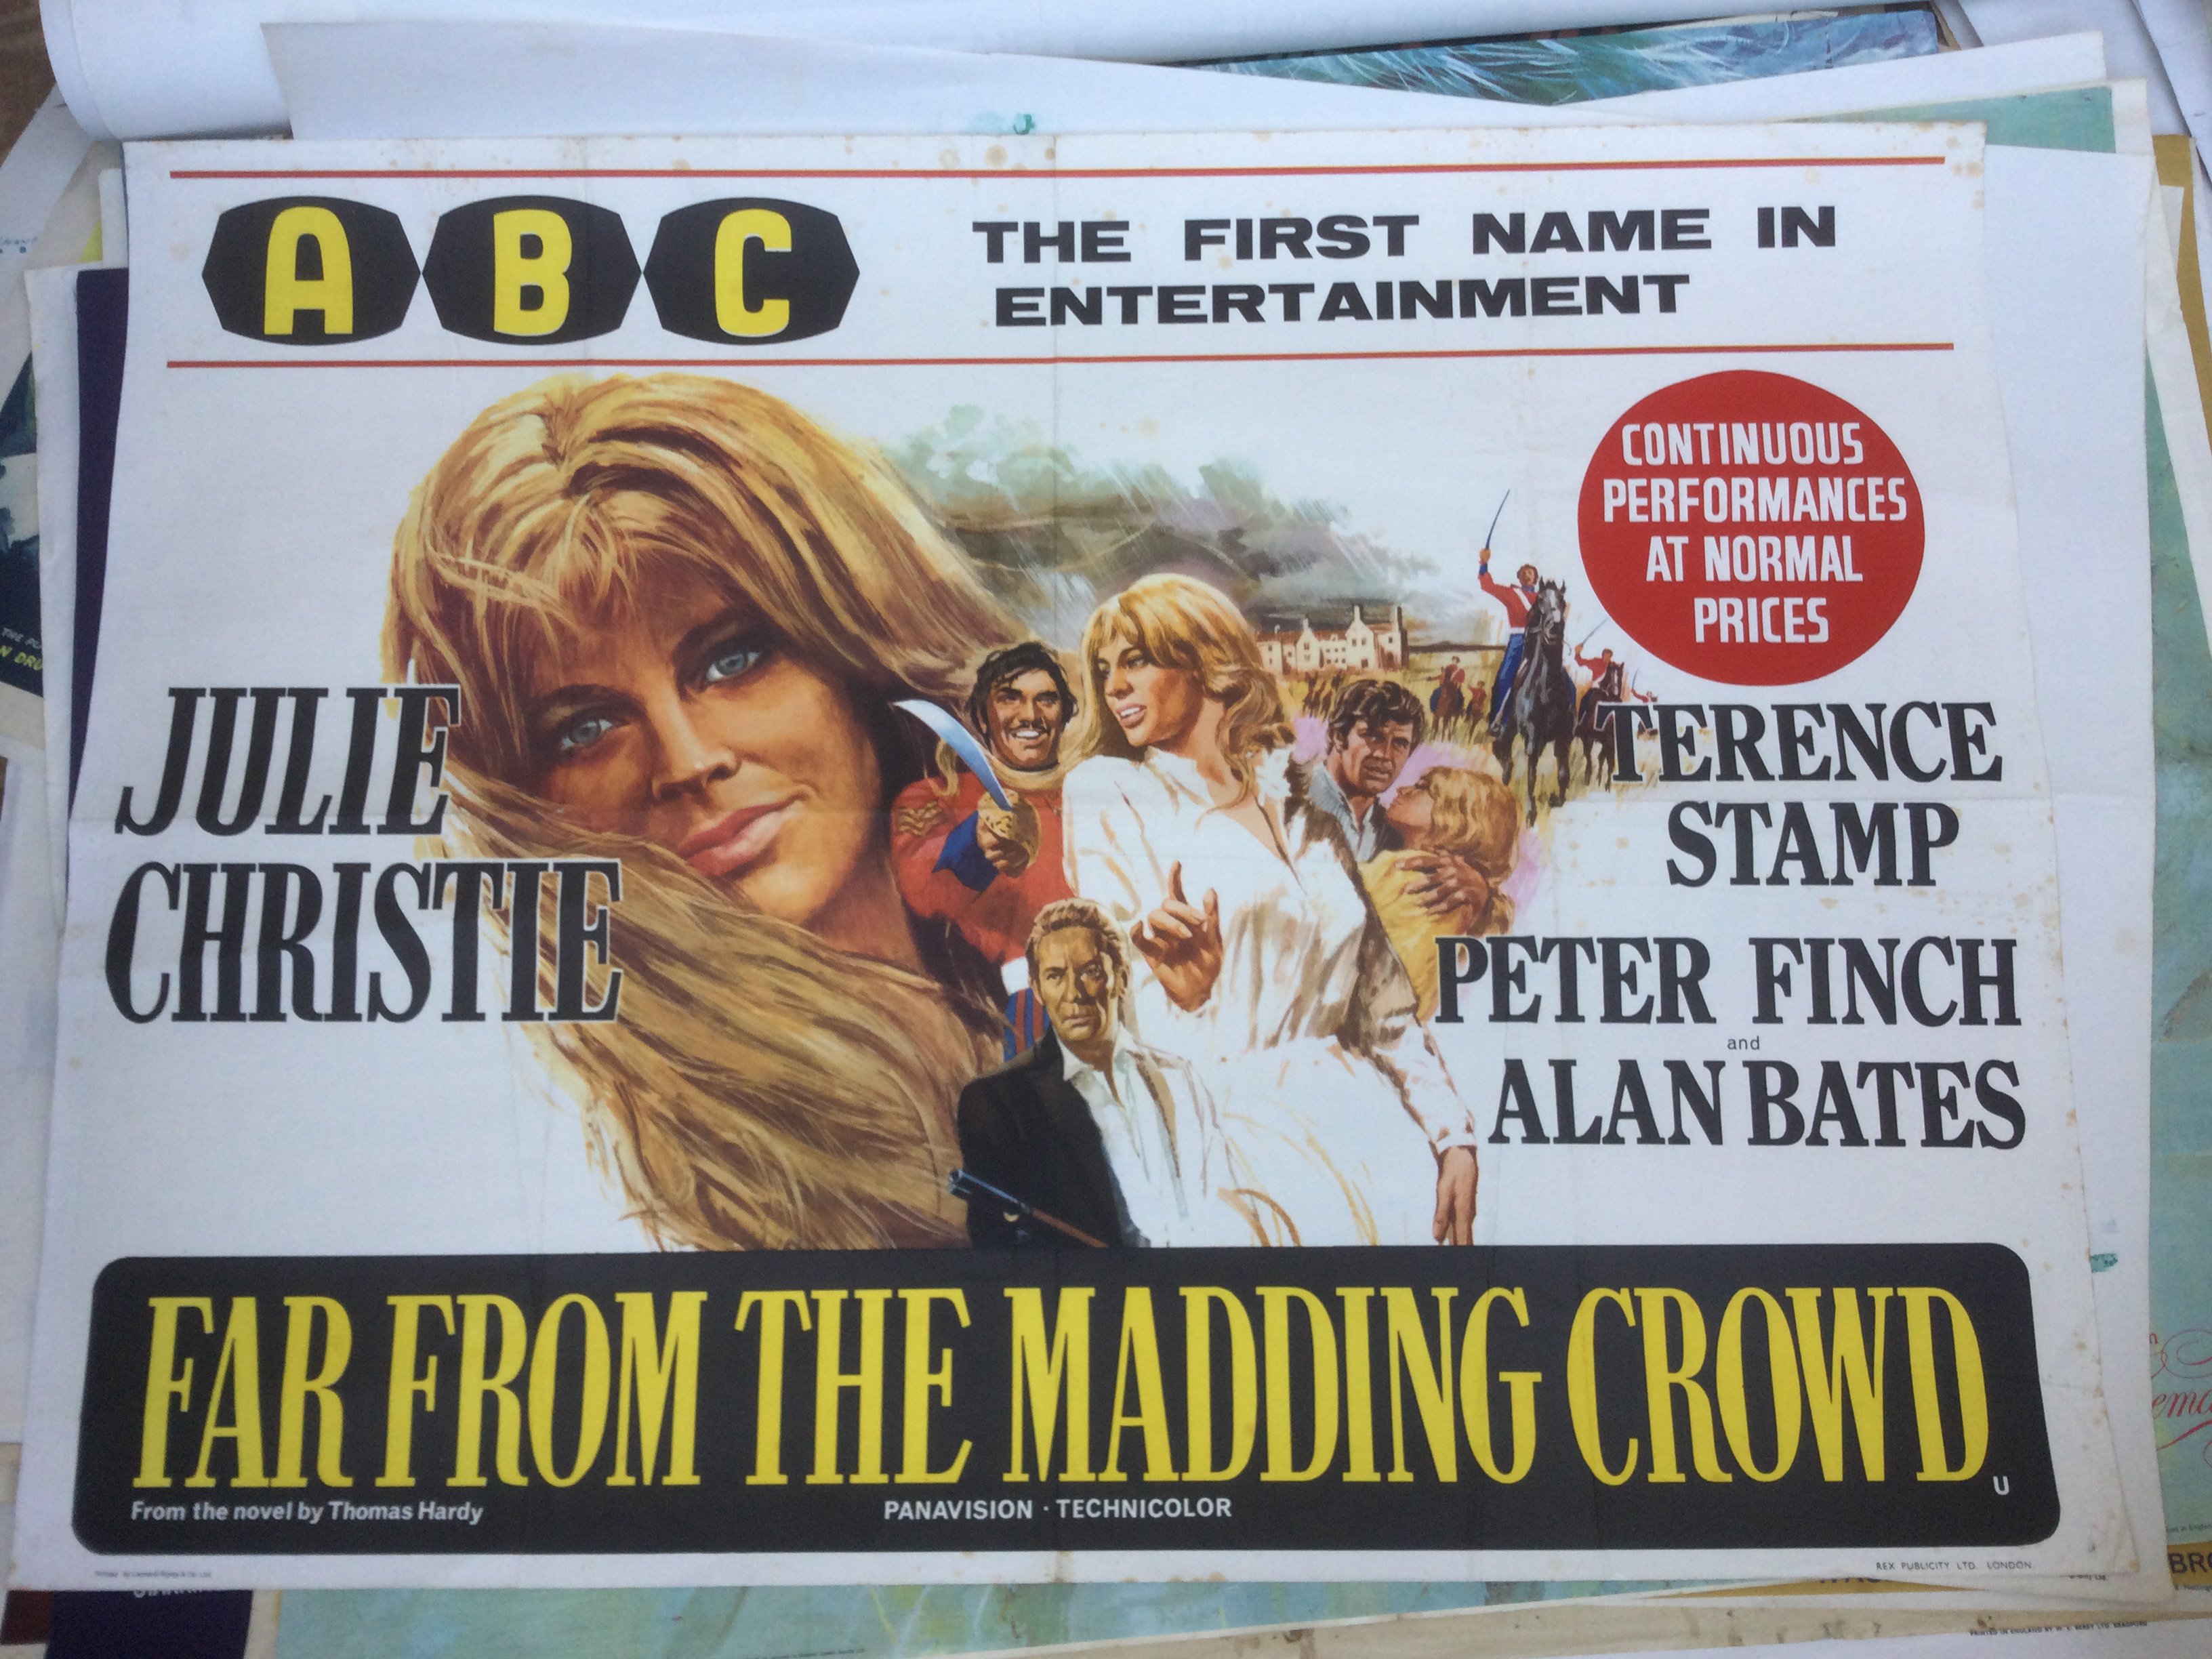 ABC
THE FIRST NAME IN
ENTERTAINMENT
CONTINUOUS
PERFORMANCES
AT NORMAL
PRICES
JULIE
CHRISTIE
TERENCE
STAMP
PETER FINCH
and
ALAN BATES
FAR FROM THE MADDING CROWD
U
From the novel by Thomas Hardy
PANAVISION · TECHNICOLOR
REX PUBLICITY LTD. LONDON.